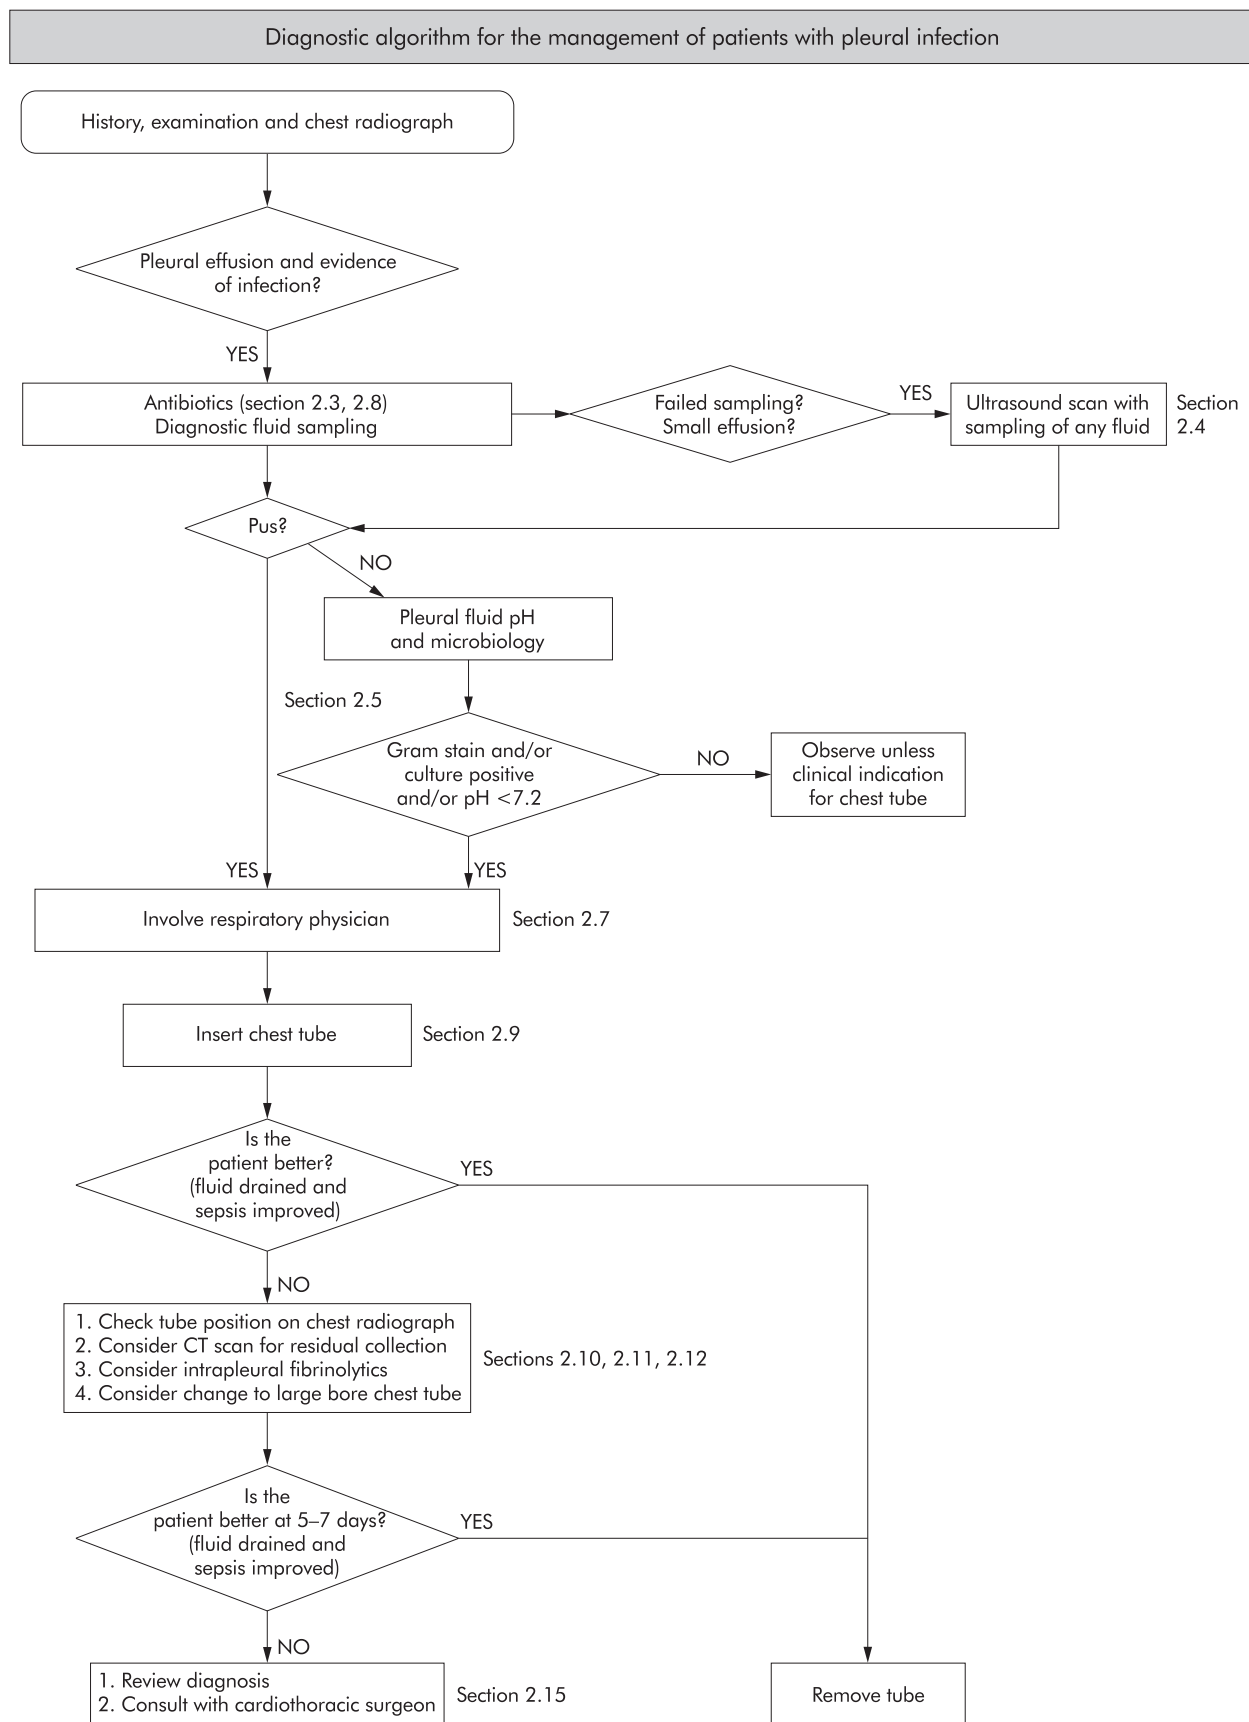 Diagnostic algorithm for the management of patients with pleural infection
History, examination and chest radiograph
Pleural effusion and evidence
of infection?
YES
Antibiotics (section 2.3, 2.8)
Diagnostic fluid sampling
Failed sampling?
Small effusion?
YES
Ultrasound scan with
sampling of any fluid
Section
2.4
Pus?
NO
Pleural fluid pH
and microbiology
Section 2.5
Gram stain and/or
culture positive
and/or pH <7.2
NO
Observe unless
clinical indication
for chest tube
YES
YES
Involve respiratory physician
Section 2.7
Insert chest tube
Section 2.9
Is the
patient better?
(fluid drained and
sepsis improved)
YES
NO
1. Check tube position on chest radiograph
2. Consider CT scan for residual collection
3. Consider intrapleural fibrinolytics
4. Consider change to large bore chest tube
Sections 2.10, 2.11, 2.12
Is the
patient better at 5–7 days?
(fluid drained and
sepsis improved)
YES
NO
1. Review diagnosis
2. Consult with cardiothoracic surgeon
Section 2.15
Remove tube